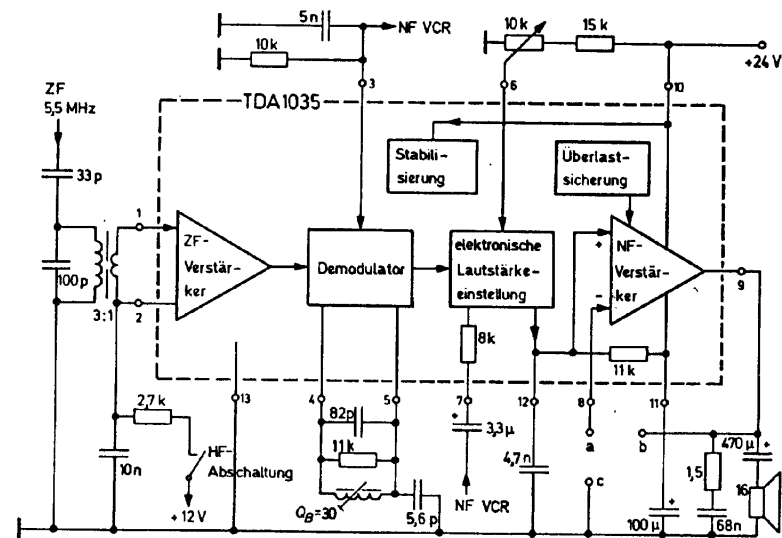 5n
NF VCR
10k
3
10k
15k
6
10
+24 V
ZF
5,5 MHz
TDA1035
Stabili-
sierung
Überlast-
sicherung
33p
1
ZF-
Verstär-
ker
Demodulator
elektronische
Lautstärke-
einstellung
+
NF-
Verstär-
ker
-
9
100p
3:1
2
8k
11k
13
4
5
7
12
8
11
2,7k
HF-
Abschaltung
+12 V
10n
82p
11k
Q_B=30
5,6p
+
3,3µ
NF VCR
4,7n
a
b
c
+
100µ
1,5
68n
470µ
+
16